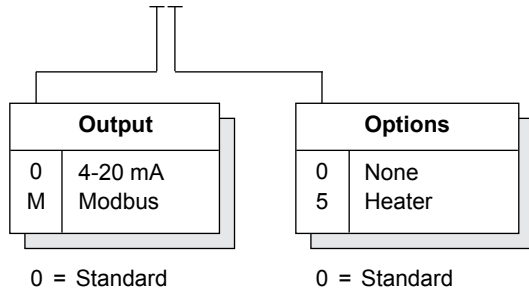 Output
0 4-20 mA
M Modbus
0 = Standard
Options
0 None
5 Heater
0 = Standard